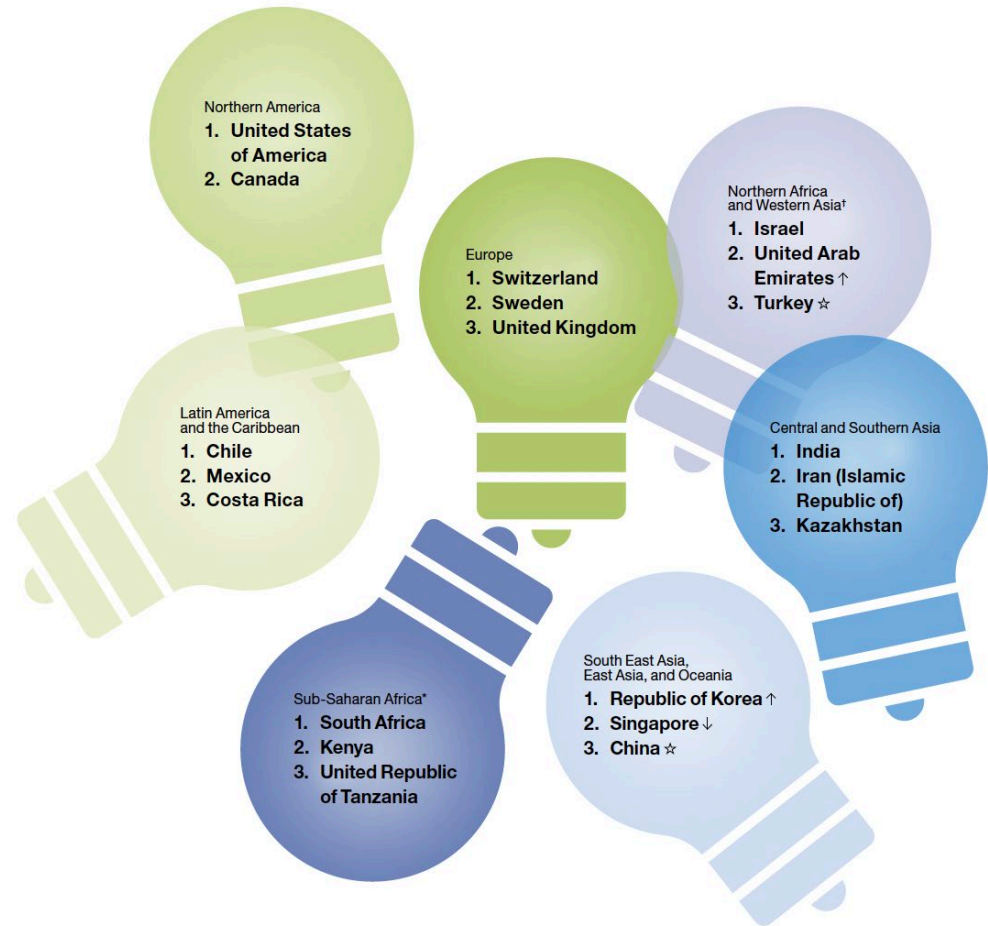 Northern America
1. United States
of America
2. Canada
Northern Africa
and Western Asia†
1. Israel
2. United Arab
Emirates ↑
3. Turkey ☆
Europe
1. Switzerland
2. Sweden
3. United Kingdom
Latin America
and the Caribbean
1. Chile
2. Mexico
3. Costa Rica
Central and Southern Asia
1. India
2. Iran (Islamic
Republic of)
3. Kazakhstan
Sub-Saharan Africa*
1. South Africa
2. Kenya
3. United Republic
of Tanzania
South East Asia,
East Asia, and Oceania
1. Republic of Korea ↑
2. Singapore ↓
3. China ☆